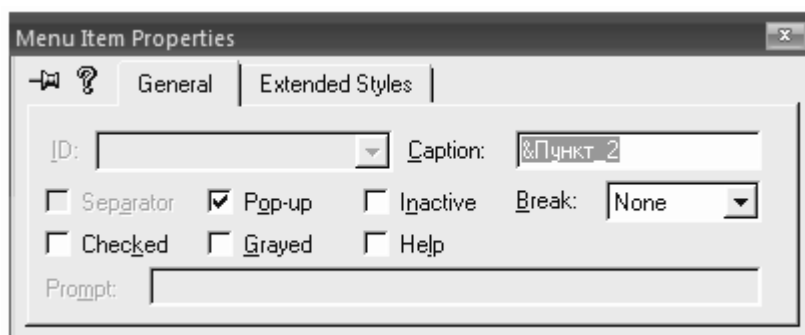 Menu Item Properties
General Extended Styles
ID: Caption: &Пункт_2
Separator Pop-up Inactive Break: None
Checked Grayed Help
Prompt: